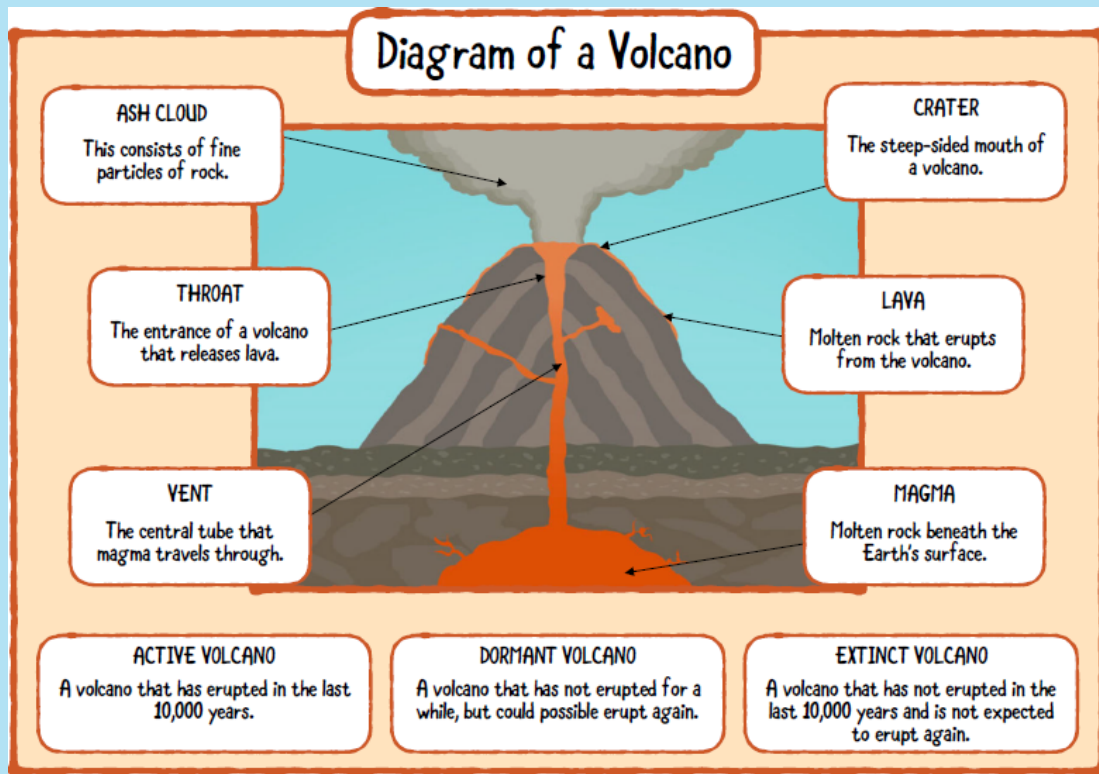 Diagram of a Volcano
ASH CLOUD
This consists of fine
particles of rock.
CRATER
The steep-sided mouth of
a volcano.
THROAT
The entrance of a volcano
that releases lava.
LAVA
Molten rock that erupts
from the volcano.
VENT
The central tube that
magma travels through.
MAGMA
Molten rock beneath the
Earth's surface.
ACTIVE VOLCANO
A volcano that has erupted in the last
10,000 years.
DORMANT VOLCANO
A volcano that has not erupted for a
while, but could possible erupt again.
EXTINCT VOLCANO
A volcano that has not erupted in the
last 10,000 years and is not expected
to erupt again.